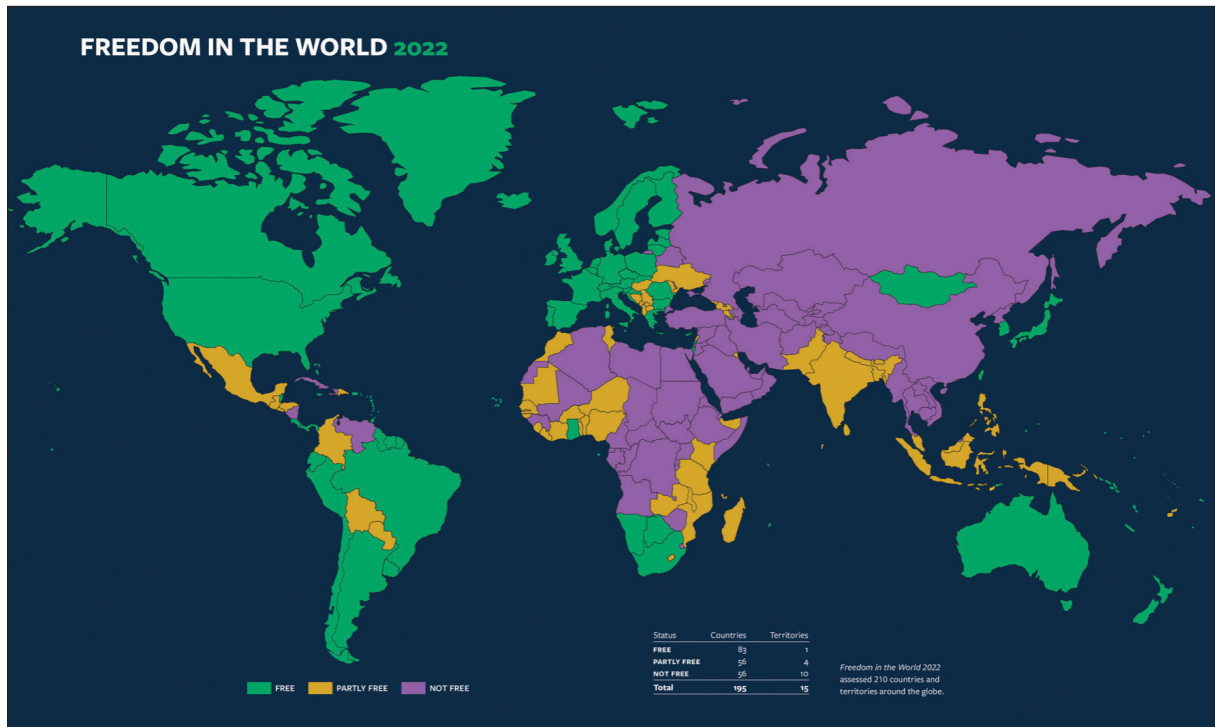 FREEDOM IN THE WORLD 2022
Status Countries Territories
FREE 83 1
PARTLY FREE 56 4
NOT FREE 56 10
Total 195 15
Freedom in the World 2022
assessed 210 countries and
territories around the globe.
FREE PARTLY FREE NOT FREE